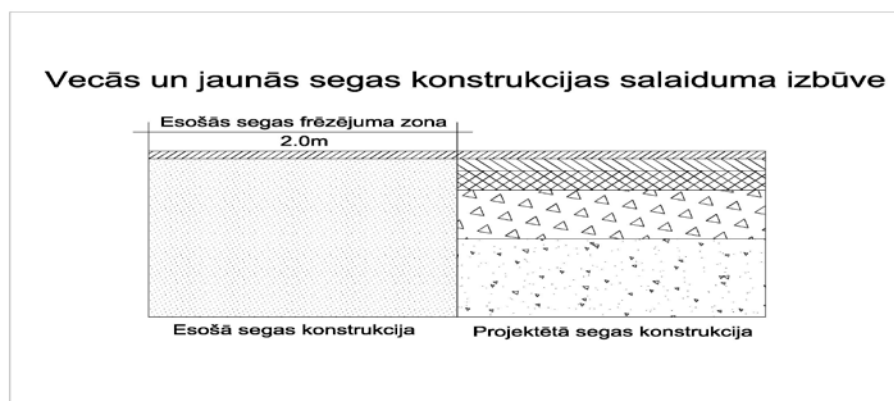 Vecās un jaunās segas konstrukcijas salaiduma izbūve
Esošās segas frēzējuma zona
2.0m
Esošā segas konstrukcija
Projektētā segas konstrukcija